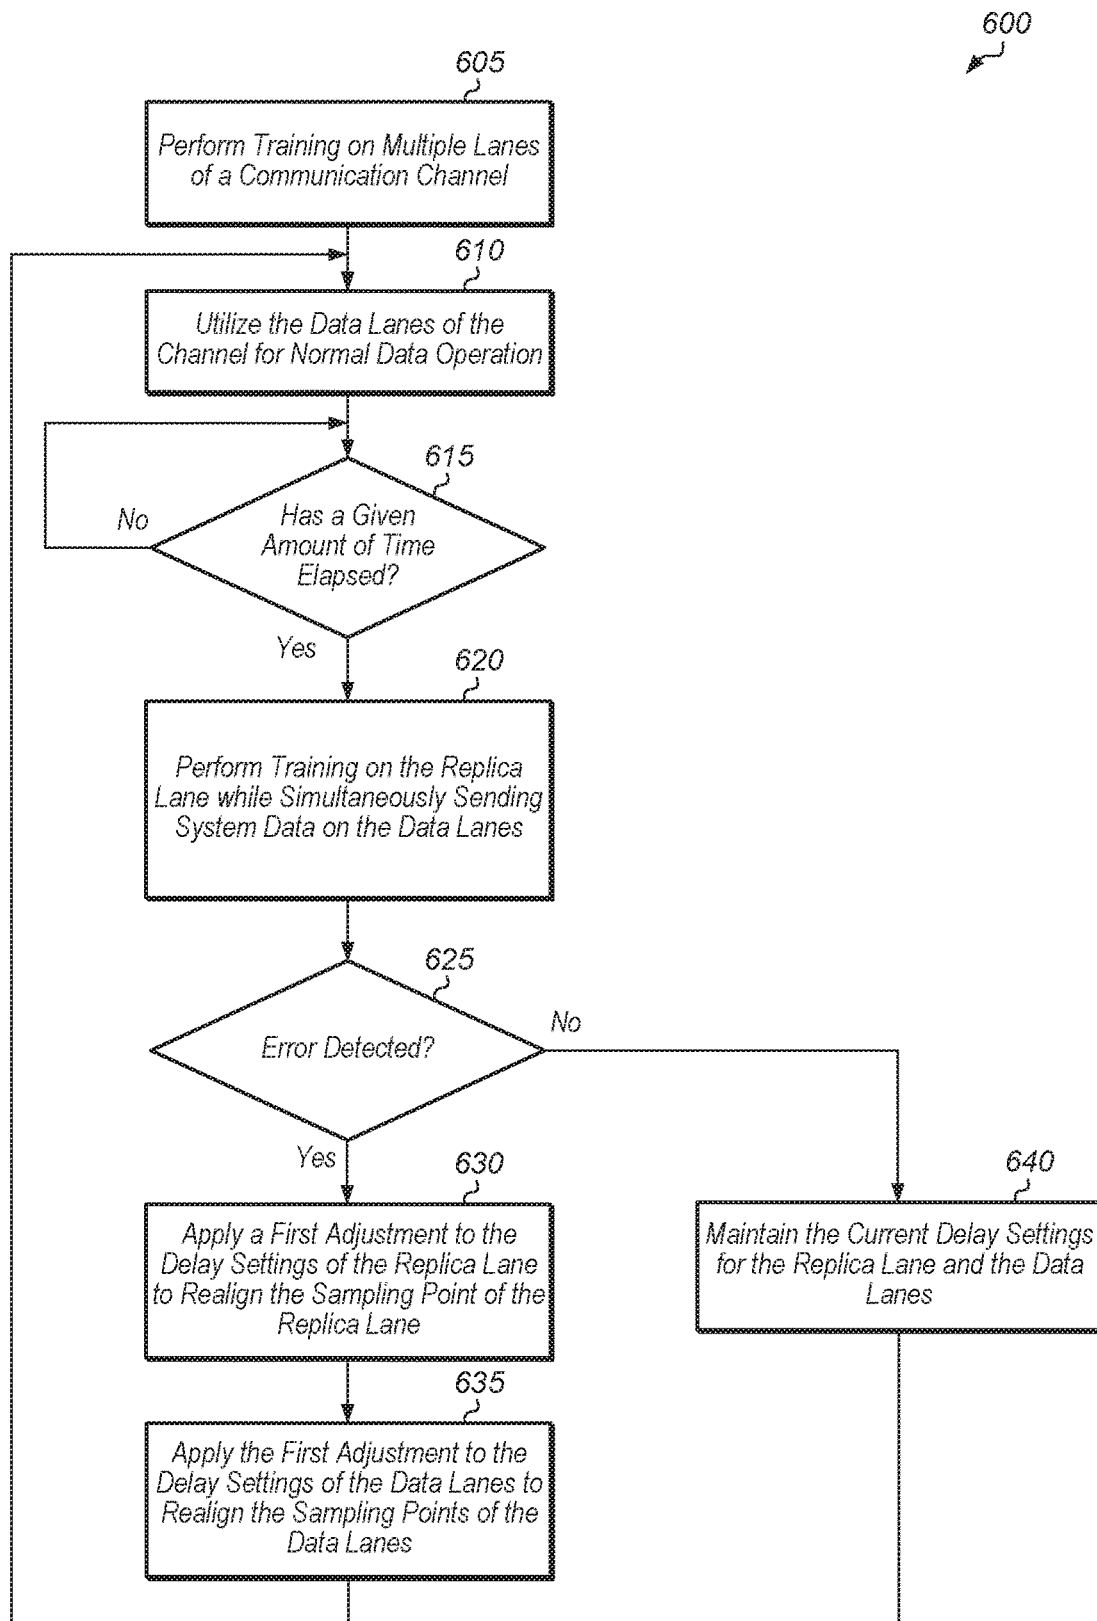 600
605
Perform Training on Multiple Lanes
of a Communication Channel
610
Utilize the Data Lanes of the
Channel for Normal Data Operation
615
No
Has a Given
Amount of Time
Elapsed?
Yes
620
Perform Training on the Replica
Lane while Simultaneously Sending
System Data on the Data Lanes
625
No
Error Detected?
Yes
630
640
Apply a First Adjustment to the
Delay Settings of the Replica Lane
to Realign the Sampling Point of the
Replica Lane
Maintain the Current Delay Settings
for the Replica Lane and the Data
Lanes
635
Apply the First Adjustment to the
Delay Settings of the Data Lanes to
Realign the Sampling Points of the
Data Lanes